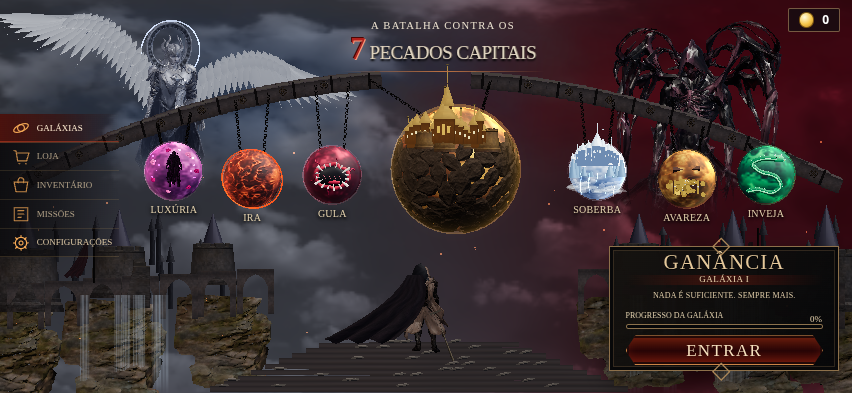 A BATALHA CONTRA OS
7 PECADOS CAPITAIS
0
GALÁXIAS
LOJA
INVENTÁRIO
MISSÕES
CONFIGURAÇÕES
LUXÚRIA
IRA
GULA
SOBERBA
AVAREZA
INVEJA
GANÂNCIA
GALÁXIA I
NADA É SUFICIENTE. SEMPRE MAIS.
PROGRESSO DA GALÁXIA
0%
ENTRAR